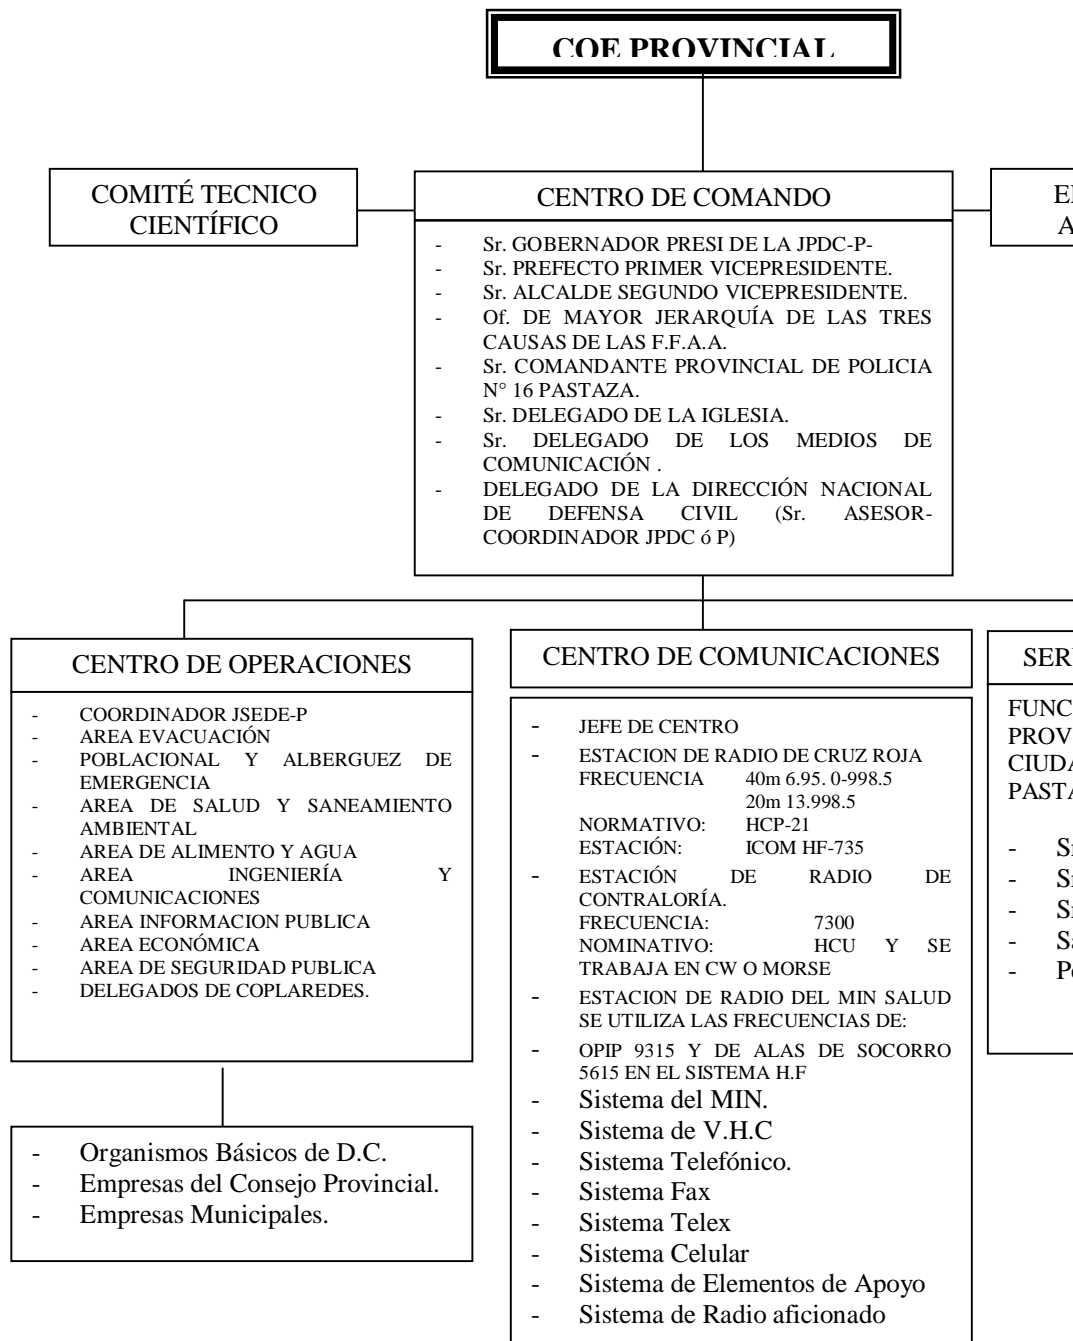 COE PROVINCIAL
COMITÉ TECNICO
CIENTÍFICO
CENTRO DE COMANDO
- Sr. GOBERNADOR PRESI DE LA JPDC-P-
- Sr. PREFECTO PRIMER VICEPRESIDENTE.
- Sr. ALCALDE SEGUNDO VICEPRESIDENTE.
- Of. DE MAYOR JERARQUÍA DE LAS TRES
CAUSAS DE LAS F.F.A.A.
- Sr. COMANDANTE PROVINCIAL DE POLICIA
N° 16 PASTAZA.
- Sr. DELEGADO DE LA IGLESIA.
- Sr. DELEGADO DE LOS MEDIOS DE
COMUNICACIÓN .
- DELEGADO DE LA DIRECCIÓN NACIONAL
DE DEFENSA CIVIL (Sr. ASESOR-
COORDINADOR JPDC ó P)
CENTRO DE OPERACIONES
- COORDINADOR JSEDE-P
- AREA EVACUACIÓN
- POBLACIONAL Y ALBERGUEZ DE
EMERGENCIA
- AREA DE SALUD Y SANEAMIENTO
AMBIENTAL
- AREA DE ALIMENTO Y AGUA
- AREA INGENIERÍA Y
COMUNICACIONES
- AREA INFORMACION PUBLICA
- AREA ECONÓMICA
- AREA DE SEGURIDAD PUBLICA
- DELEGADOS DE COPLAREDES.
- Organismos Básicos de D.C.
- Empresas del Consejo Provincial.
- Empresas Municipales.
CENTRO DE COMUNICACIONES
- JEFE DE CENTRO
- ESTACION DE RADIO DE CRUZ ROJA
FRECUENCIA 40m 6.95. 0-998.5
20m 13.998.5
NORMATIVO: HCP-21
ESTACIÓN: ICOM HF-735
- ESTACIÓN DE RADIO DE
CONTRALORÍA.
FRECUENCIA: 7300
NOMINATIVO: HCU Y SE
TRABAJA EN CW O MORSE
- ESTACION DE RADIO DEL MIN SALUD
SE UTILIZA LAS FRECUENCIAS DE:
- OPIP 9315 Y DE ALAS DE SOCORRO
5615 EN EL SISTEMA H.F
- Sistema del MIN.
- Sistema de V.H.C
- Sistema Telefónico.
- Sistema Fax
- Sistema Telex
- Sistema Celular
- Sistema de Elementos de Apoyo
- Sistema de Radio aficionado
SER
FUNC
PROV
CIUDA
PASTA